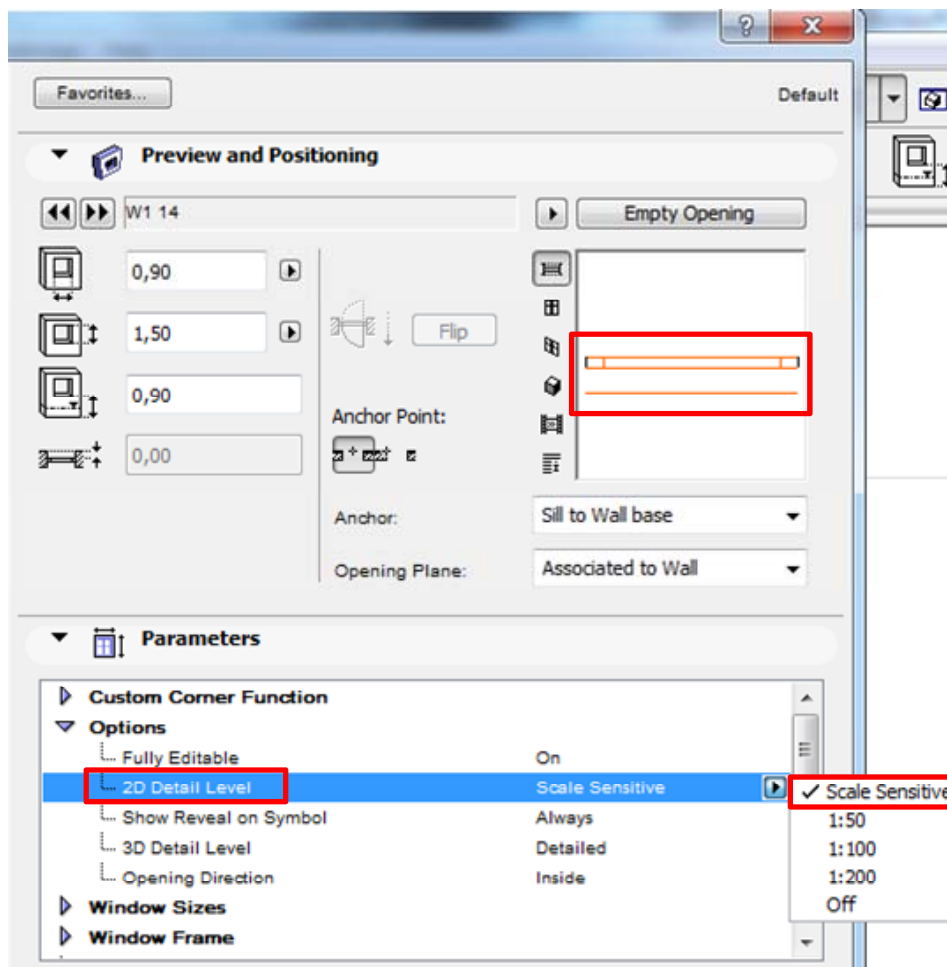 Favorites...
Default
Preview and Positioning
W1 14
Empty Opening
0,90
1,50
Flip
0,90
Anchor Point:
0,00
Anchor:
Sill to Wall base
Opening Plane:
Associated to Wall
Parameters
Custom Corner Function
Options
Fully Editable On
2D Detail Level Scale Sensitive
Scale Sensitive
Show Reveal on Symbol Always
1:50
3D Detail Level Detailed
1:100
Opening Direction Inside
1:200
Window Sizes
Off
Window Frame